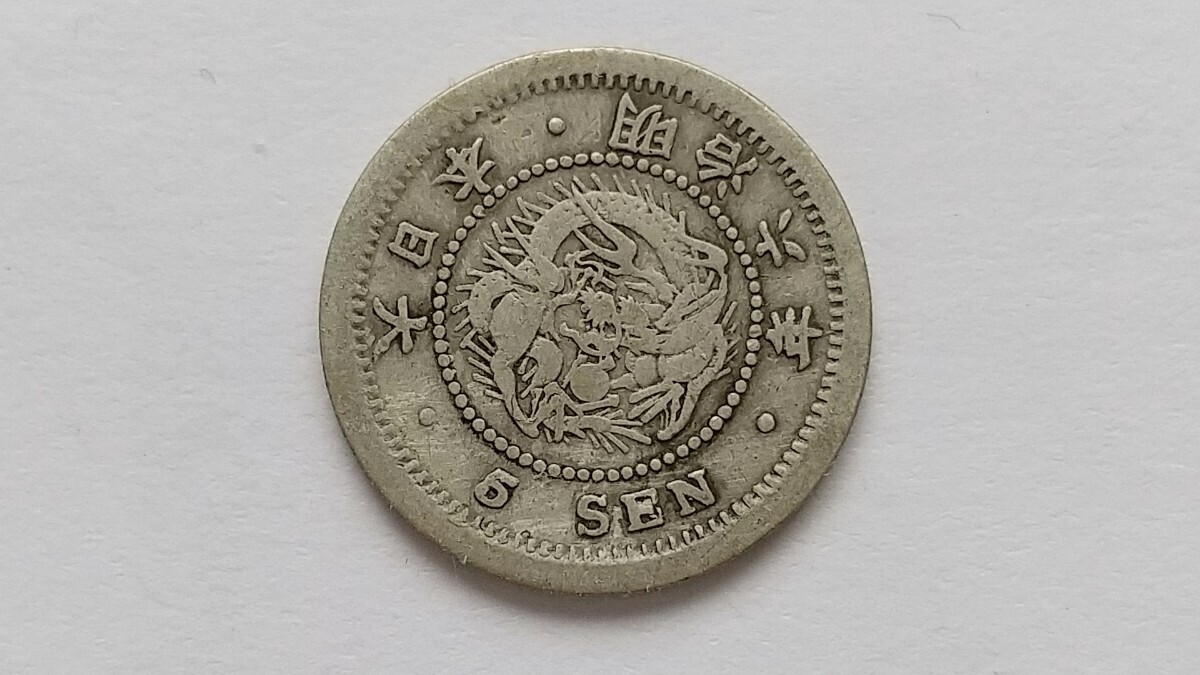 大日本 · 明治六年 ·
5 SEN ·